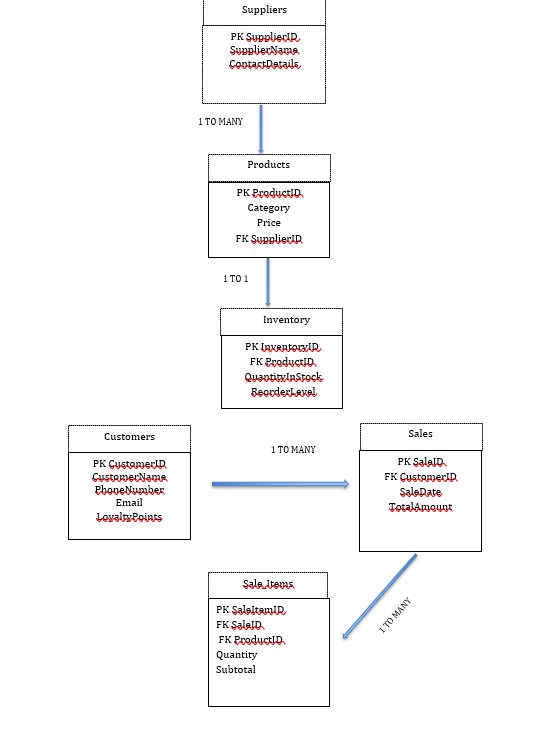 Suppliers
PK SupplierID
SupplierName
ContactDetails
1 TO MANY
Products
PK ProductID
Category
Price
FK SupplierID
1 TO 1
Inventory
PK InventoryID
FK ProductID
QuantityInStock
ReorderLevel
Customers
PK CustomerID
CustomerName
PhoneNumber
Email
LoyaltyPoints
1 TO MANY
Sales
PK SaleID
FK CustomerID
SaleDate
TotalAmount
1 TO MANY
Sale_Items
PK SaleItemID
FK SaleID
FK ProductID
Quantity
Subtotal